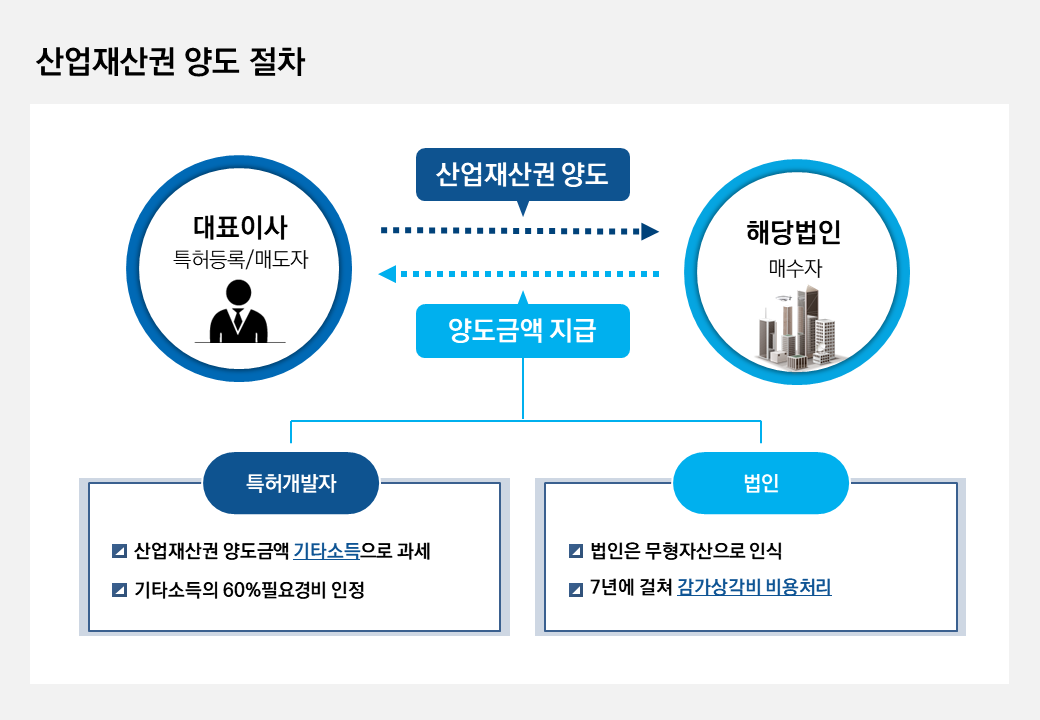 산업재산권 양도 절차
산업재산권 양도
대표이사
특허등록/매도자
해당법인
매수자
양도금액 지급
특허개발자
산업재산권 양도금액 기타소득으로 과세
기타소득의 60%필요경비 인정
법인
법인은 무형자산으로 인식
7년에 걸쳐 감가상각비 비용처리